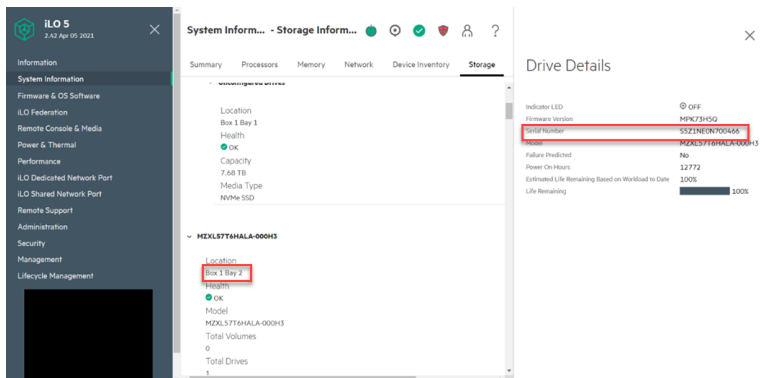 iLO 5
2.42 Apr 05 2021
Information
System Information
Firmware & OS Software
iLO Federation
Remote Console & Media
Power & Thermal
Performance
iLO Dedicated Network Port
iLO Shared Network Port
Remote Support
Administration
Security
Management
Lifecycle Management
System Inform... - Storage Inform...
Summary Processors Memory Network Device Inventory Storage
Unconfigured Drives
Location
Box 1 Bay 1
Health
OK
Capacity
7.68 TB
Media Type
NVMe SSD
MZXL57T6HALA-000H3
Location
Box 1 Bay 2
Health
OK
Model
MZXL57T6HALA-000H3
Total Volumes
0
Total Drives
1
Drive Details
Indicator LED OFF
Firmware Version MPK73H5Q
Serial Number S5Z1NE0N700466
Model MZXL57T6HALA-000H3
Failure Predicted No
Power On Hours 12772
Estimated Life Remaining Based on Workload to Date 100%
Life Remaining 100%